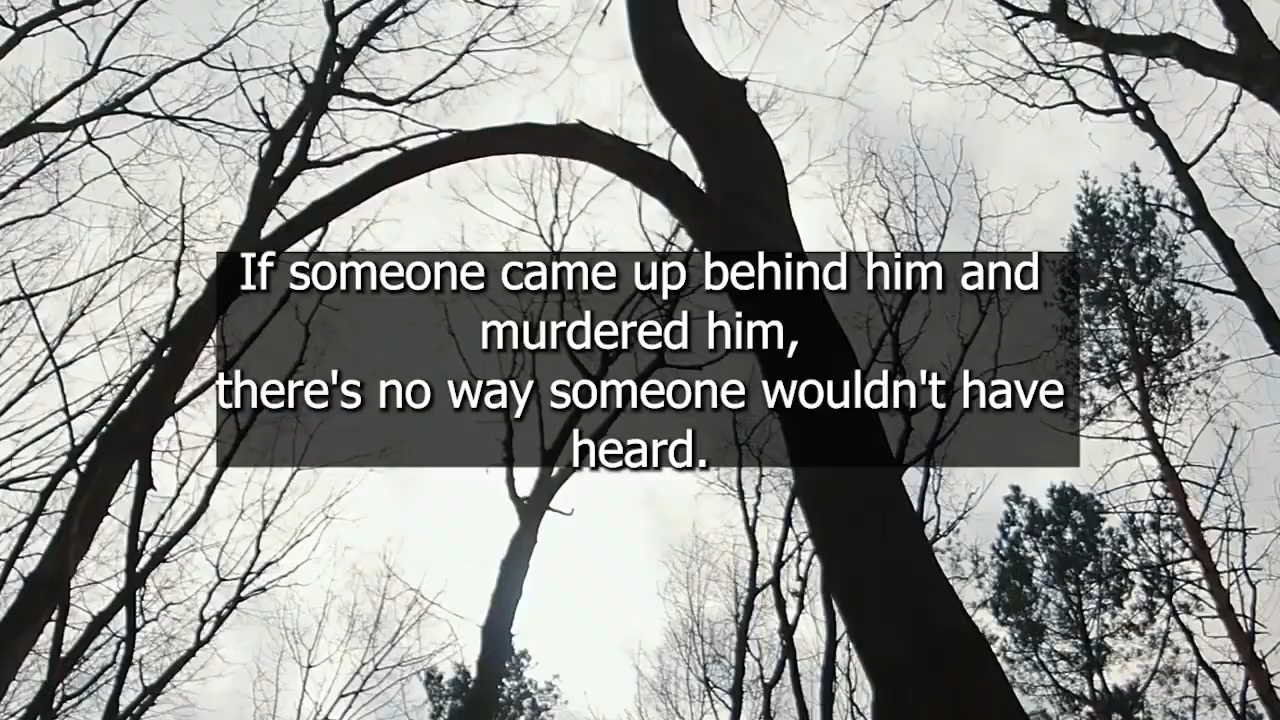 If someone came up behind him and
murdered him,
there's no way someone wouldn't have
heard.